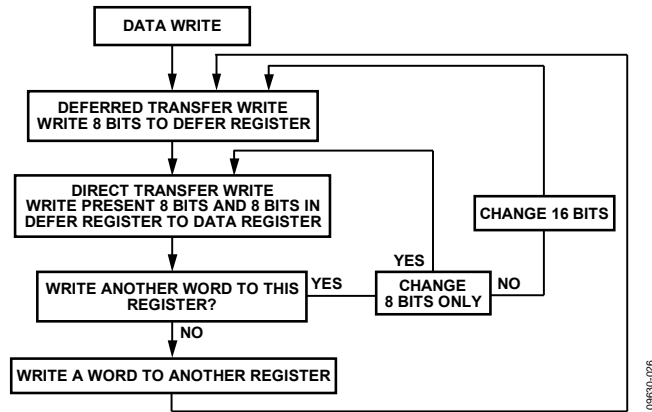 DATA WRITE
DEFERRED TRANSFER WRITE
WRITE 8 BITS TO DEFER REGISTER
DIRECT TRANSFER WRITE
WRITE PRESENT 8 BITS AND 8 BITS IN
DEFER REGISTER TO DATA REGISTER
CHANGE 16 BITS
WRITE ANOTHER WORD TO THIS
REGISTER?
YES
YES
CHANGE
8 BITS ONLY
NO
NO
WRITE A WORD TO ANOTHER REGISTER
09630-026